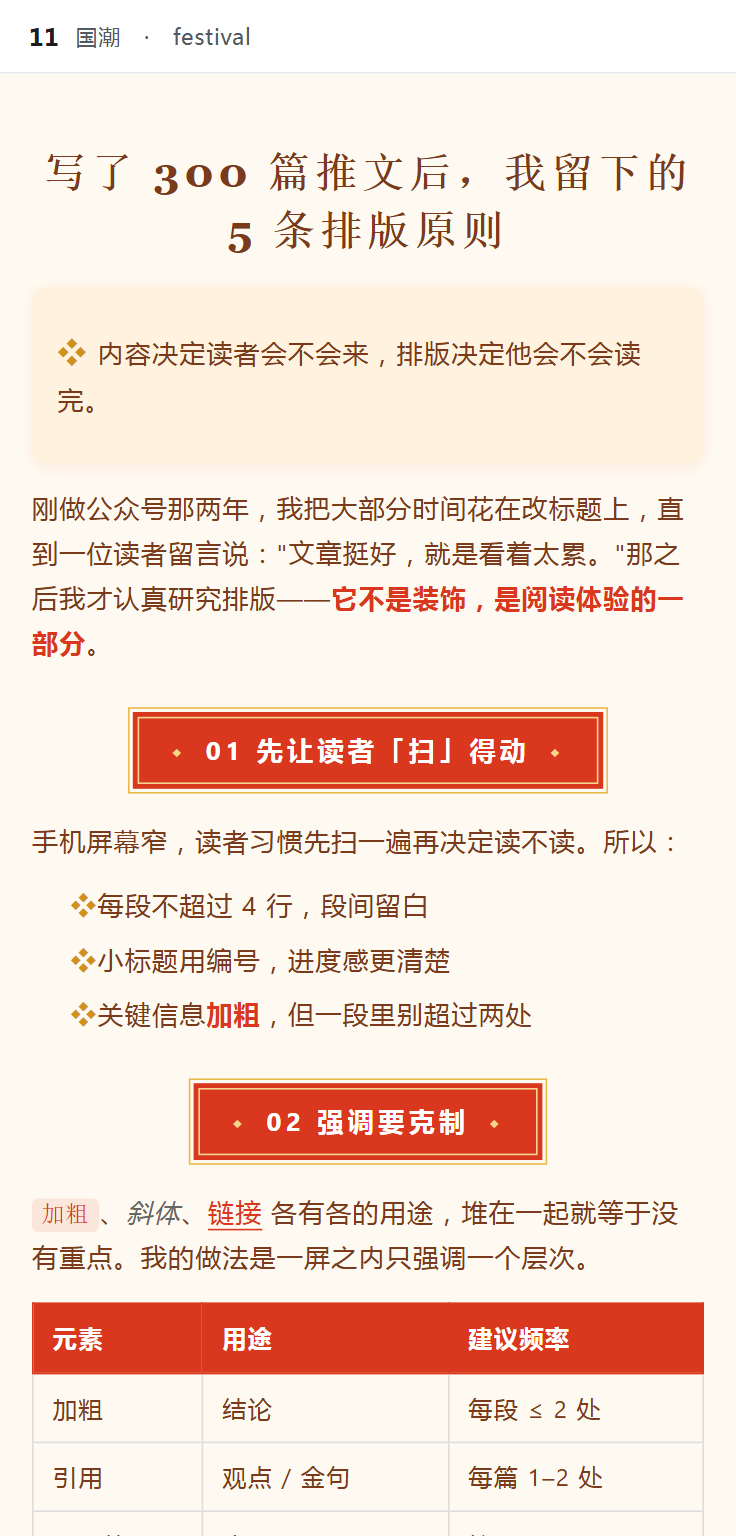 11 国潮 · festival
写了 300 篇推文后，我留下的
5 条排版原则
❖ 内容决定读者会不会来，排版决定他会不会读
完。
刚做公众号那两年，我把大部分时间花在改标题上，直
到一位读者留言说："文章挺好，就是看着太累。"那之
后我才认真研究排版——它不是装饰，是阅读体验的一
部分。
◆ 01 先让读者「扫」得动 ◆
手机屏幕窄，读者习惯先扫一遍再决定读不读。所以：
❖每段不超过 4 行，段间留白
❖小标题用编号，进度感更清楚
❖关键信息加粗，但一段里别超过两处
◆ 02 强调要克制 ◆
加粗、斜体、链接 各有各的用途，堆在一起就等于没
有重点。我的做法是一屏之内只强调一个层次。
元素 用途 建议频率
加粗 结论 每段 ≤ 2 处
引用 观点 / 金句 每篇 1–2 处